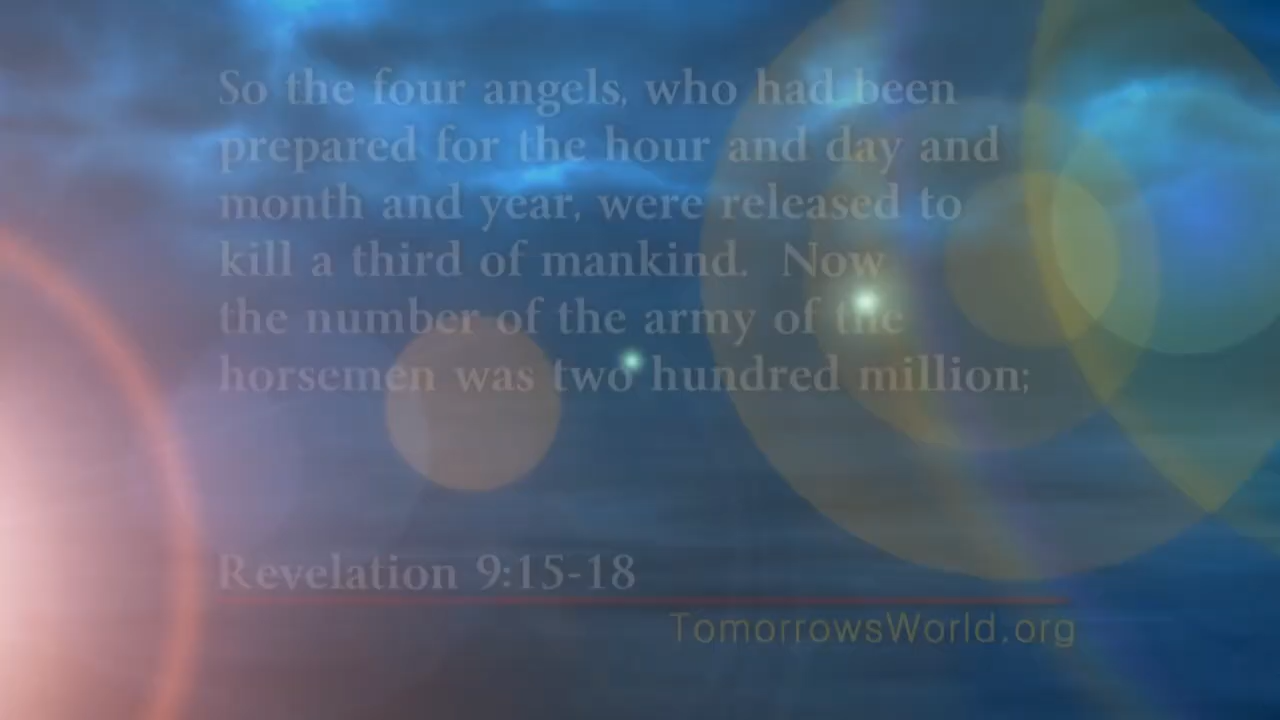 So the four angels, who had been
prepared for the hour and day and
month and year, were released to
kill a third of mankind.  Now
the number of the army of the
horsemen was two hundred million;
Revelation 9:15-18
TomorrowsWorld.org